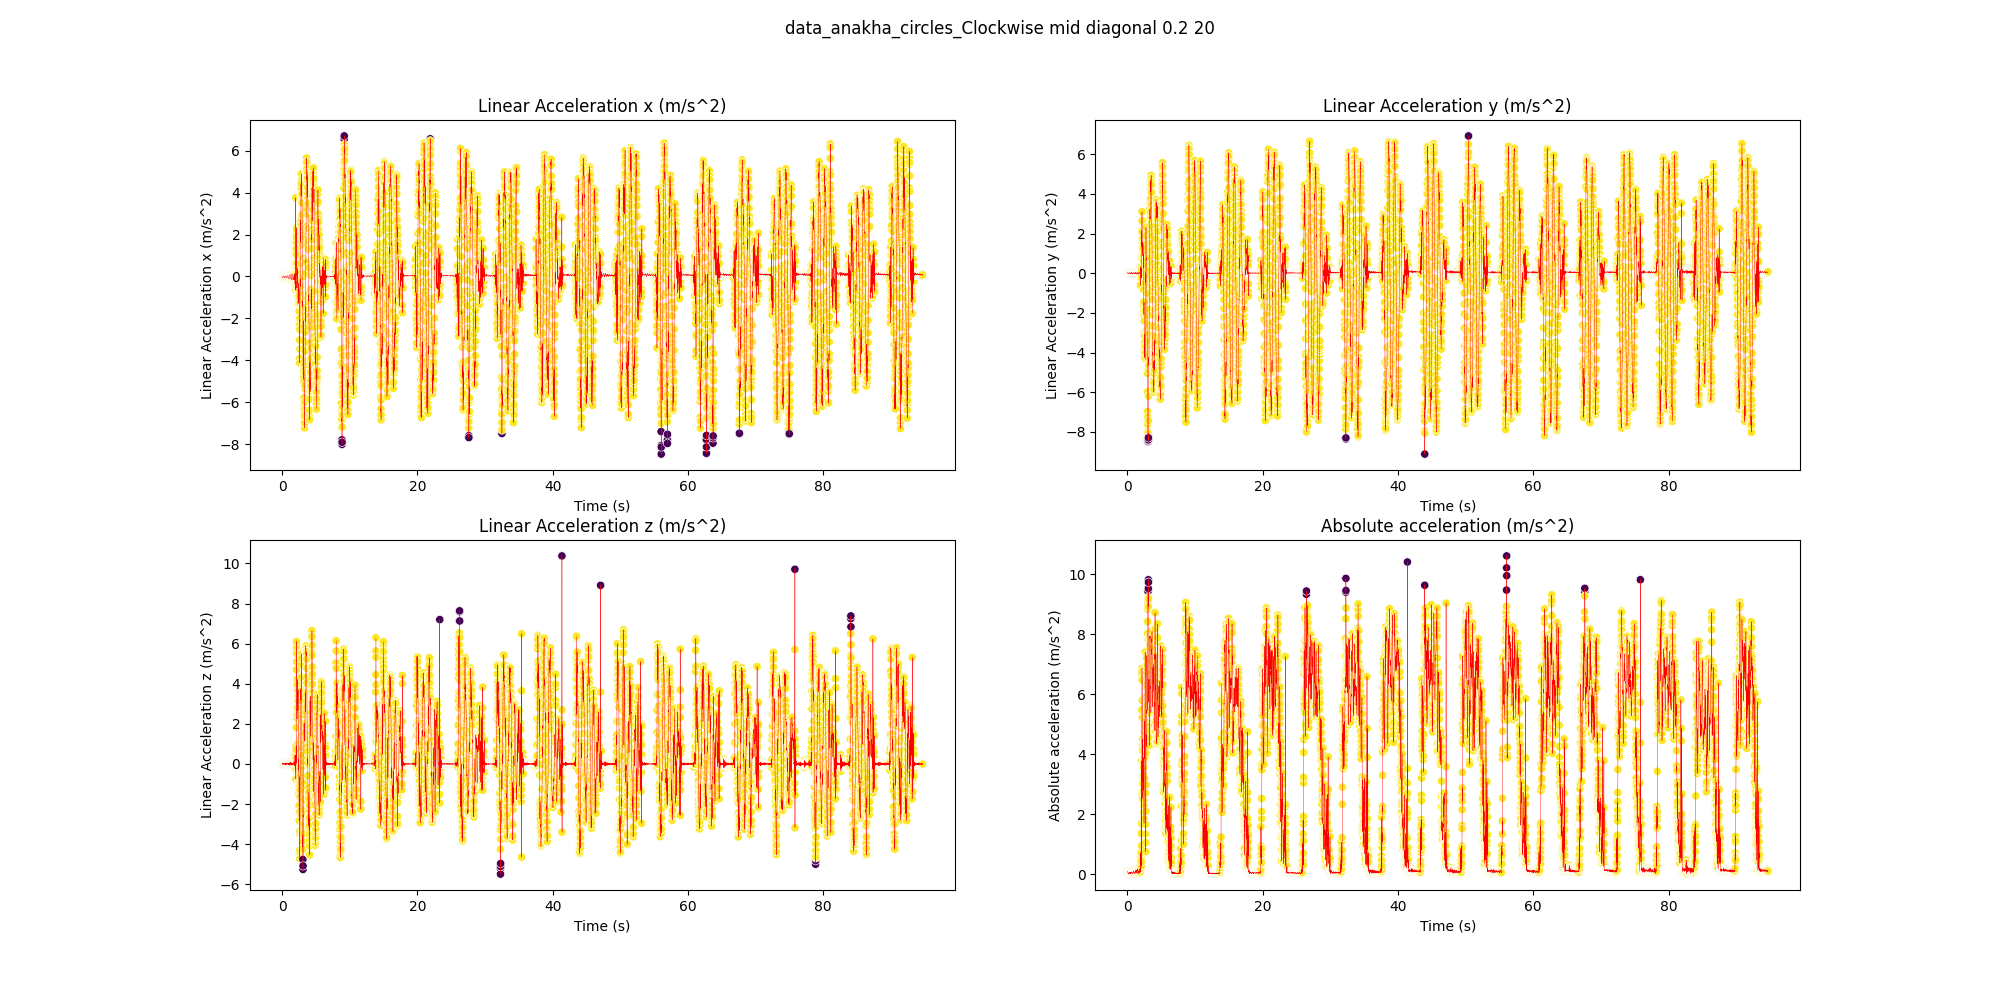 data_anakha_circles_Clockwise mid diagonal 0.2 20
Linear Acceleration x (m/s^2)
Linear Acceleration x (m/s^2)
6
4
2
0
−2
−4
−6
−8
0 20 40 60 80
Time (s)
Linear Acceleration y (m/s^2)
Linear Acceleration y (m/s^2)
6
4
2
0
−2
−4
−6
−8
0 20 40 60 80
Time (s)
Linear Acceleration z (m/s^2)
Linear Acceleration z (m/s^2)
10
8
6
4
2
0
−2
−4
−6
0 20 40 60 80
Time (s)
Absolute acceleration (m/s^2)
Absolute acceleration (m/s^2)
10
8
6
4
2
0
0 20 40 60 80
Time (s)